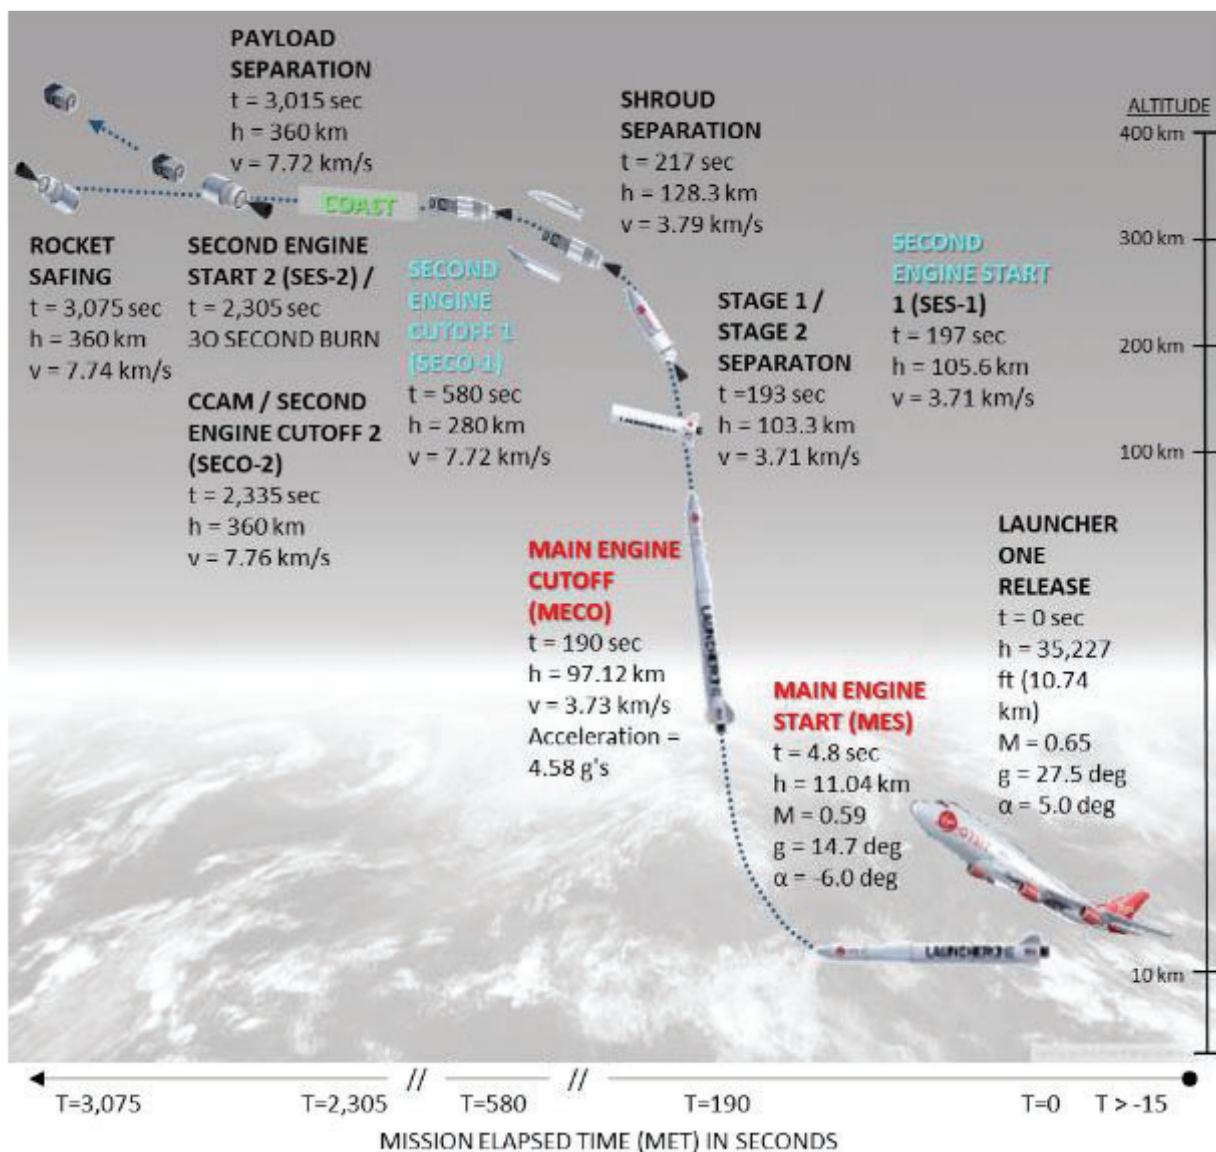 PAYLOAD
SEPARATION
t = 3,015 sec
h = 360 km
v = 7.72 km/s
SHROUD
SEPARATION
t = 217 sec
h = 128.3 km
v = 3.79 km/s
ALTITUDE
400 km
300 km
200 km
100 km
10 km
COAST
ROCKET
SAFING
t = 3,075 sec
h = 360 km
v = 7.74 km/s
SECOND ENGINE
START 2 (SES-2) /
t = 2,305 sec
3O SECOND BURN
CCAM / SECOND
ENGINE CUTOFF 2
(SECO-2)
t = 2,335 sec
h = 360 km
v = 7.76 km/s
SECOND
ENGINE
CUTOFF 1
(SECO-1)
t = 580 sec
h = 280 km
v = 7.72 km/s
STAGE 1 /
STAGE 2
SEPARATON
t =193 sec
h = 103.3 km
v = 3.71 km/s
SECOND
ENGINE START
1 (SES-1)
t = 197 sec
h = 105.6 km
v = 3.71 km/s
MAIN ENGINE
CUTOFF
(MECO)
t = 190 sec
h = 97.12 km
v = 3.73 km/s
Acceleration =
4.58 g's
MAIN ENGINE
START (MES)
t = 4.8 sec
h = 11.04 km
M = 0.59
g = 14.7 deg
α = -6.0 deg
LAUNCHER
ONE
RELEASE
t = 0 sec
h = 35,227
ft (10.74
km)
M = 0.65
g = 27.5 deg
α = 5.0 deg
T=3,075
T=2,305
//
T=580
//
T=190
T=0
T > -15
MISSION ELAPSED TIME (MET) IN SECONDS